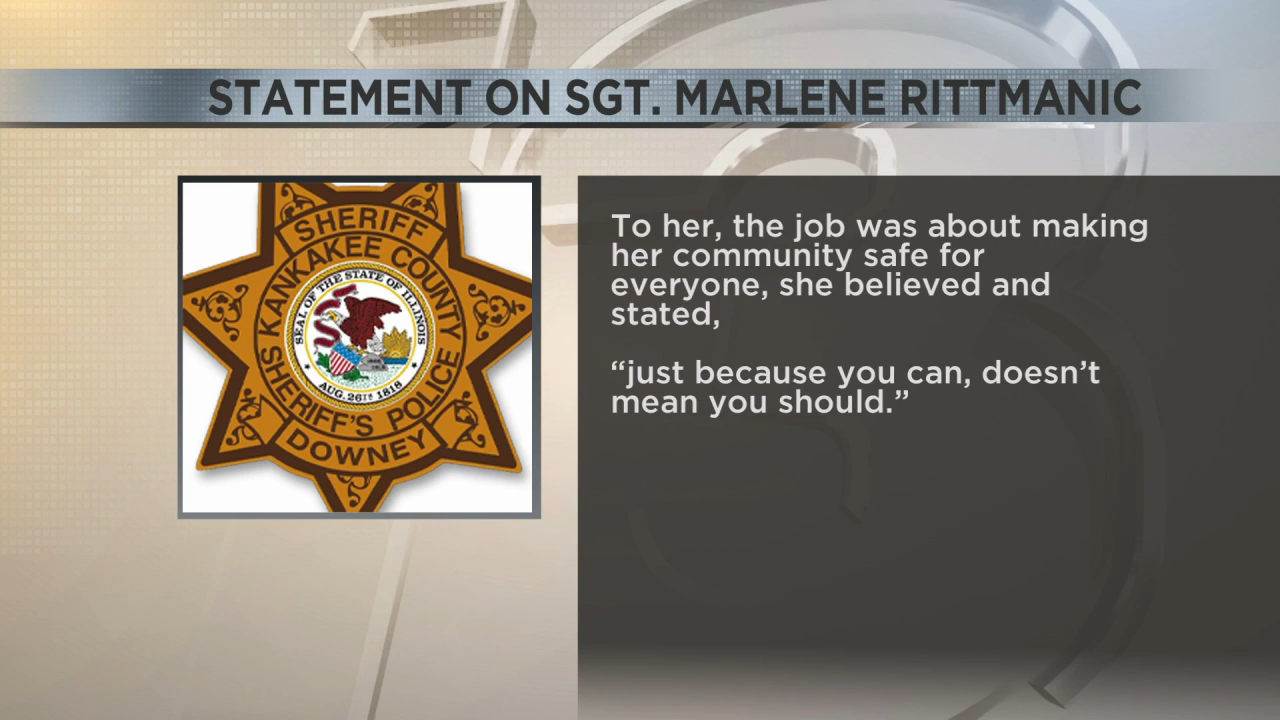 STATEMENT ON SGT. MARLENE RITTMANIC
SHERIFF
KANKAKEE COUNTY
SEAL OF THE STATE OF ILLINOIS
AUG. 26TH 1818
SHERIFF'S POLICE
DOWNEY
To her, the job was about making
her community safe for
everyone, she believed and
stated,
“just because you can, doesn’t
mean you should.”